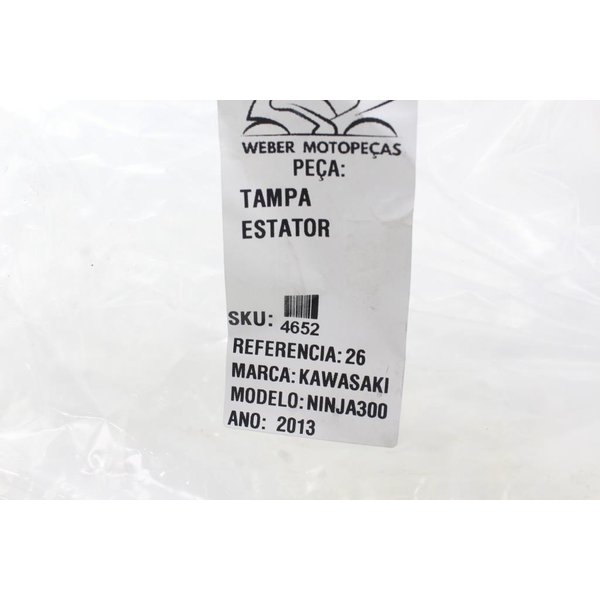 WEBER MOTOPEÇAS
PEÇA:
TAMPA
ESTATOR
SKU: 4652
REFERENCIA: 26
MARCA: KAWASAKI
MODELO: NINJA300
ANO: 2013